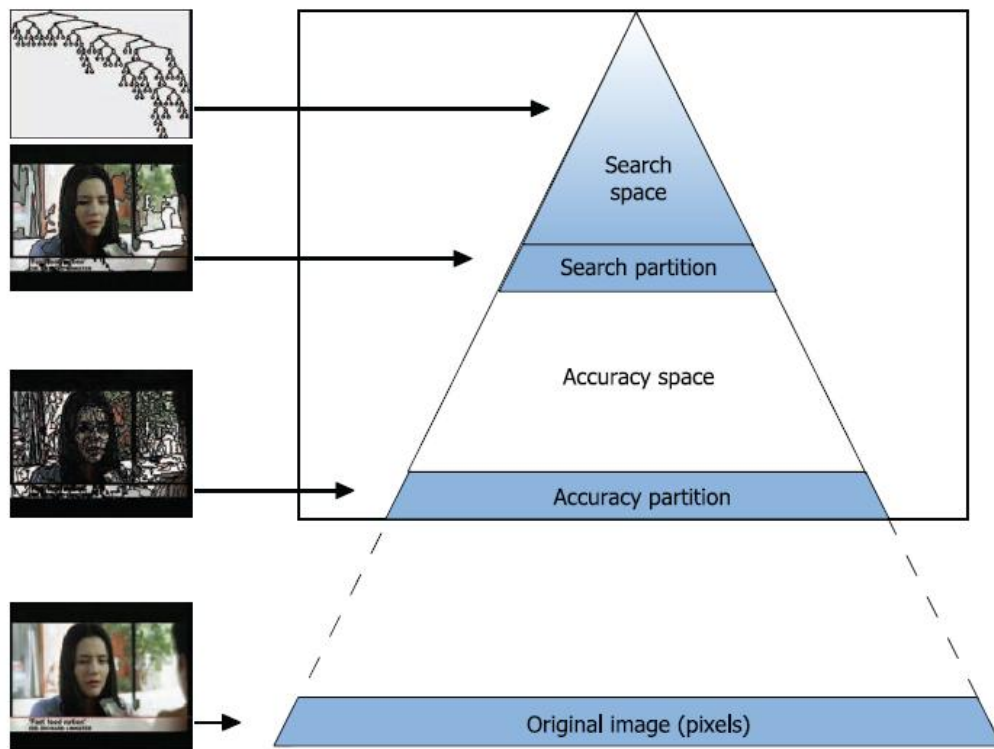 Search
space
Search partition
Accuracy space
Accuracy partition
Original image (pixels)
'Fast food nation'